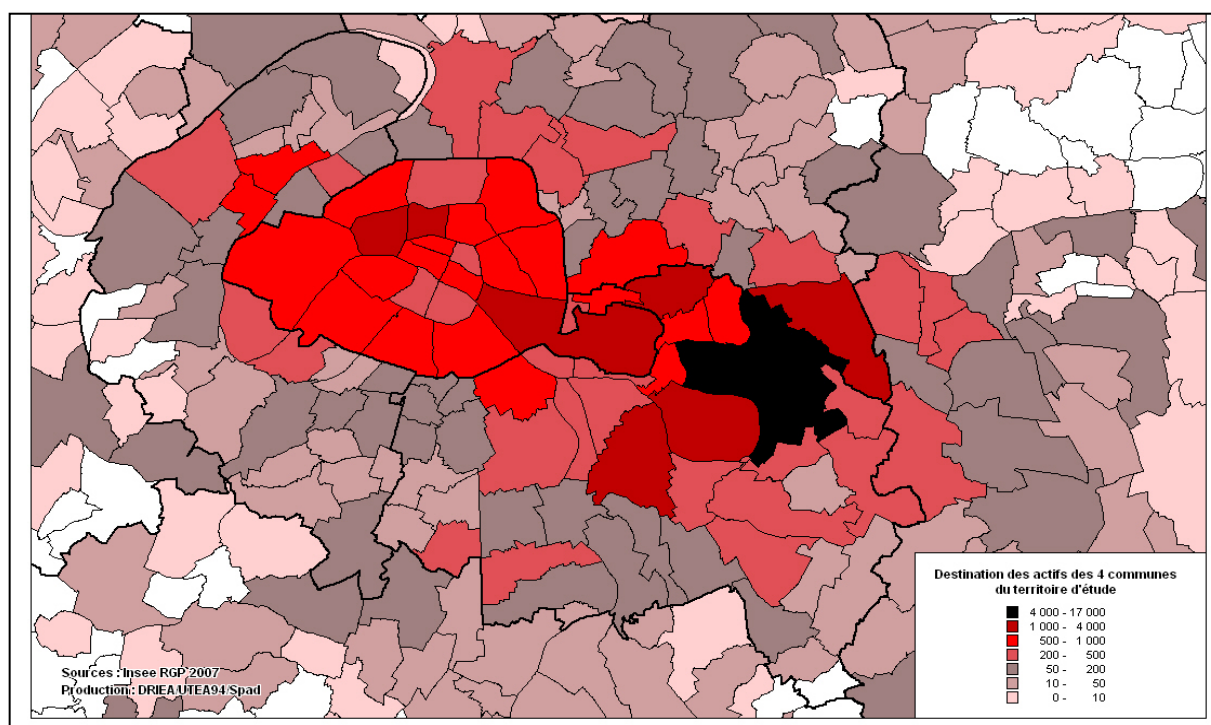 Destination des actifs des 4 communes
du territoire d'étude
4 000 - 17 000
1 000 - 4 000
500 - 1 000
200 - 500
50 - 200
10 - 50
0 - 10
Sources : Insee RGP 2007
Production : DRIEA/UTEA94/Spad